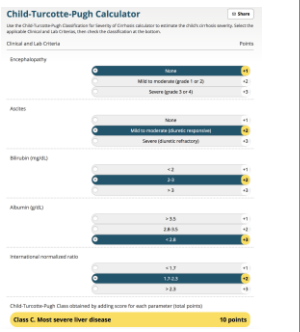 Child-Turcotte-Pugh Calculator
Share
Use the Child-Turcotte-Pugh Classification for Severity of Cirrhosis calculator to estimate the child's cirrhosis severity. Select the
applicable Clinical and Lab Criteria, then check the classification at the bottom.
Clinical and Lab Criteria Points
Encephalopathy
None +1
Mild to moderate (grade 1 or 2) +2
Severe (grade 3 or 4) +3
Ascites
None +1
Mild to moderate (diuretic responsive) +2
Severe (diuretic refractory) +3
Bilirubin (mg/dL)
< 2 +1
2-3 +2
> 3 +3
Albumin (g/dL)
> 3.5 +1
2.8-3.5 +2
< 2.8 +3
International normalized ratio
< 1.7 +1
1.7-2.3 +2
> 2.3 +3
Child-Turcotte-Pugh Class obtained by adding score for each parameter (total points)
Class C. Most severe liver disease 10 points